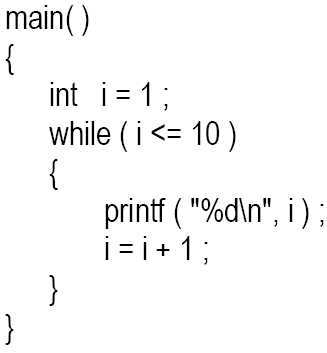 main( )
{
int i = 1 ;
while ( i <= 10 )
{
printf ( "%d\n", i ) ;
i = i + 1 ;
}
}